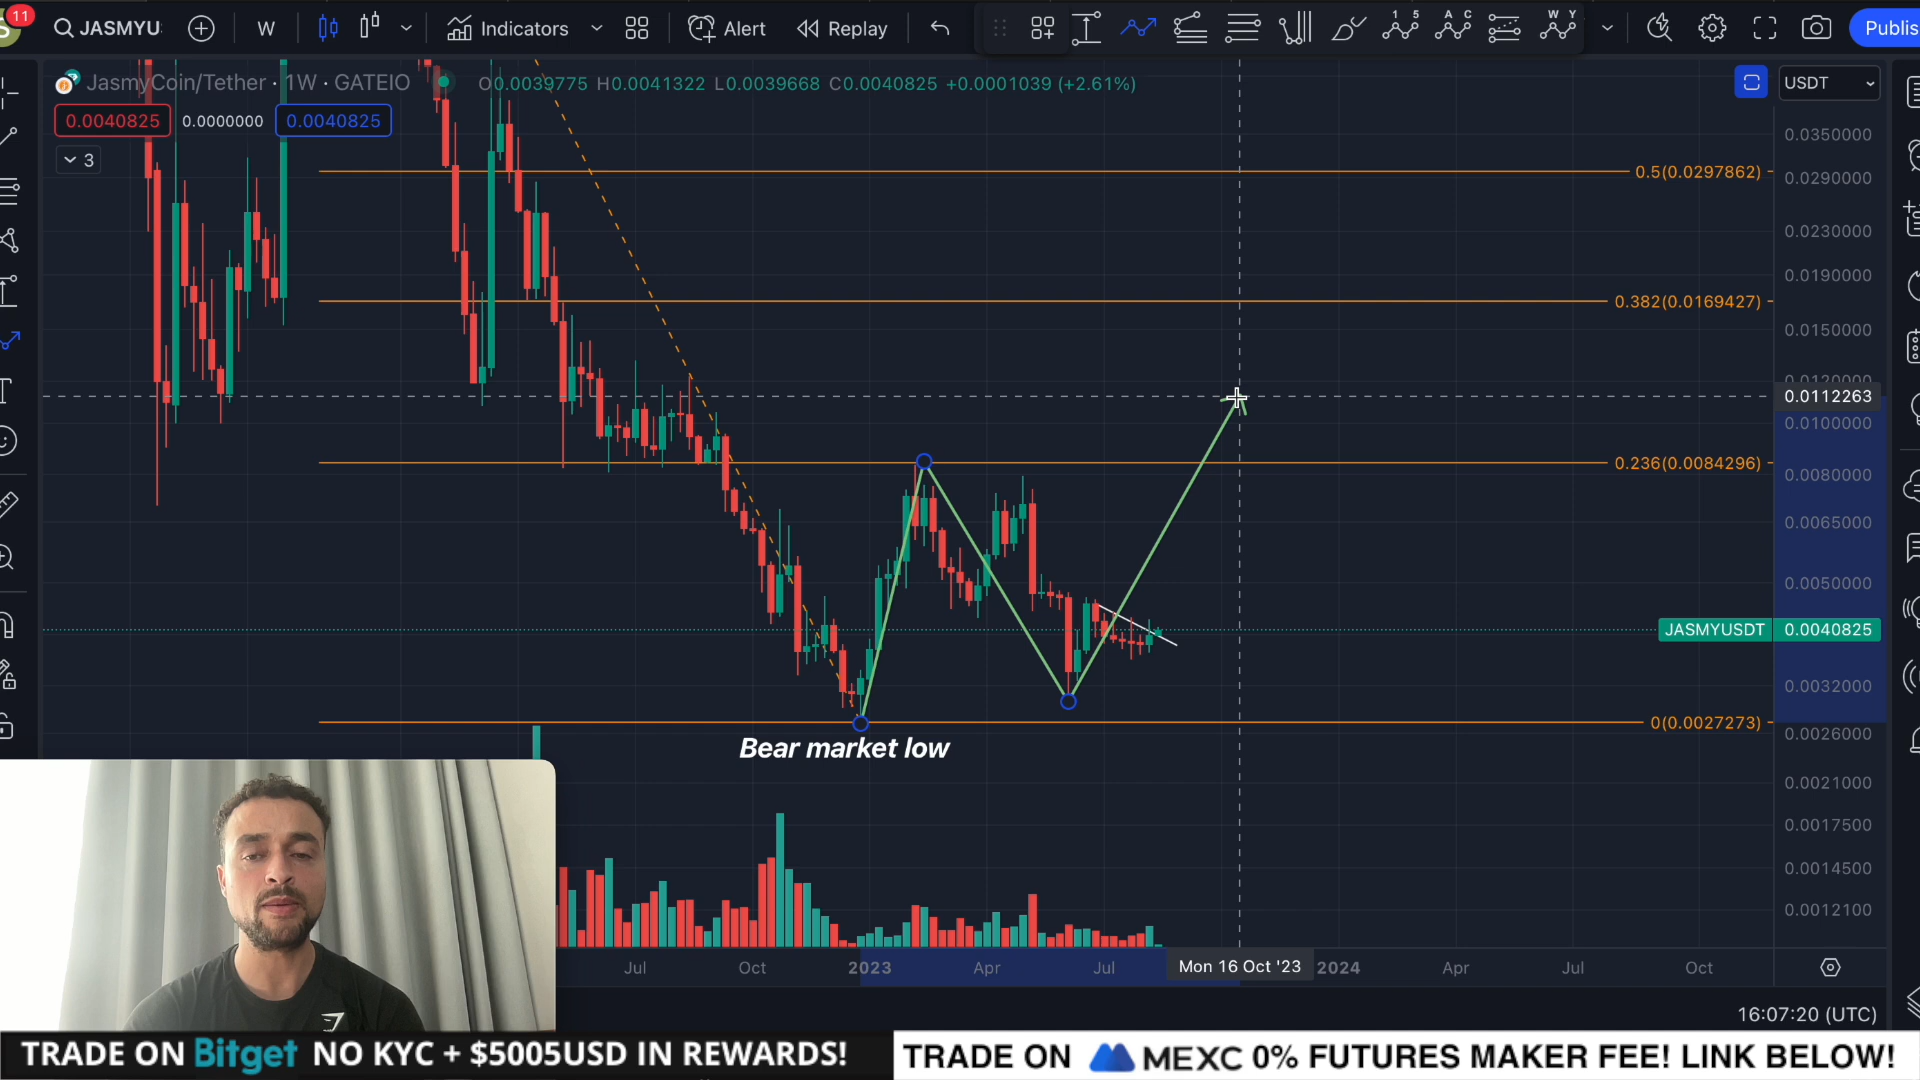 11
JASMYU
W
Indicators
Alert
Replay
1 5
A C
W Y
Publis
JasmyCoin/Tether · 1W · GATEIO
O0.0039775 H0.0041322 L0.0039668 C0.0040825 +0.0001039 (+2.61%)
USDT
0.0040825 0.0000000 0.0040825
3
0.0350000
0.5(0.0297862)
0.0290000
0.0230000
0.0190000
0.382(0.0169427)
0.0150000
0.0120000
0.0112263
0.0100000
0.236(0.0084296)
0.0080000
0.0065000
0.0050000
JASMYUSDT 0.0040825
0.0032000
0(0.0027273)
0.0026000
Bear market low
0.0021000
0.0017500
0.0014500
0.0012100
Jul Oct 2023 Apr Jul Mon 16 Oct '23 2024 Apr Jul Oct
16:07:20 (UTC)
TRADE ON Bitget NO KYC + $5005USD IN REWARDS!
TRADE ON MEXC 0% FUTURES MAKER FEE! LINK BELOW!